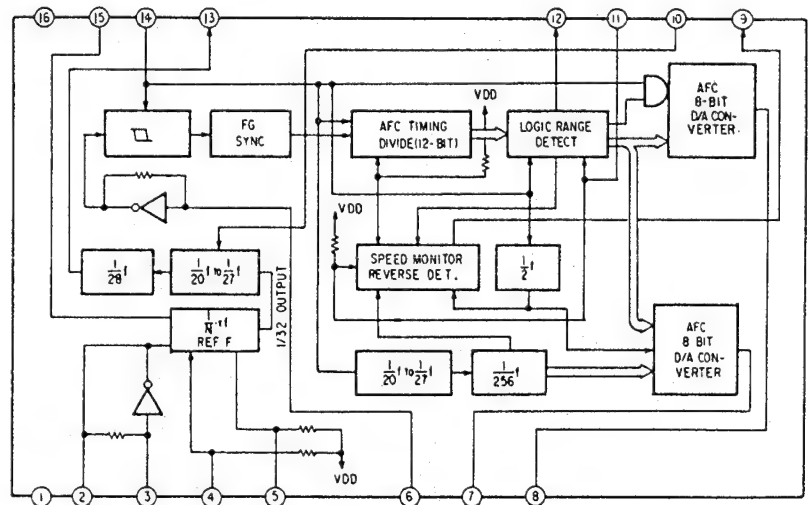 16 15 14 13 12 11 10 9
VDD
FG
SYNC
AFC TIMING
DIVIDE(12-BIT)
LOGIC RANGE
DETECT
AFC
8-BIT
D/A CON-
VERTER.
VDD
SPEED MONITOR
REVERSE DET.
1/2 f
1/28 f
1/20 f to 1/27 f
1/32 OUTPUT
REF F
1/20 f to 1/27 f
1/256 f
AFC
8 BIT
D/A CON-
VERTER
VDD
1 2 3 4 5 6 7 8